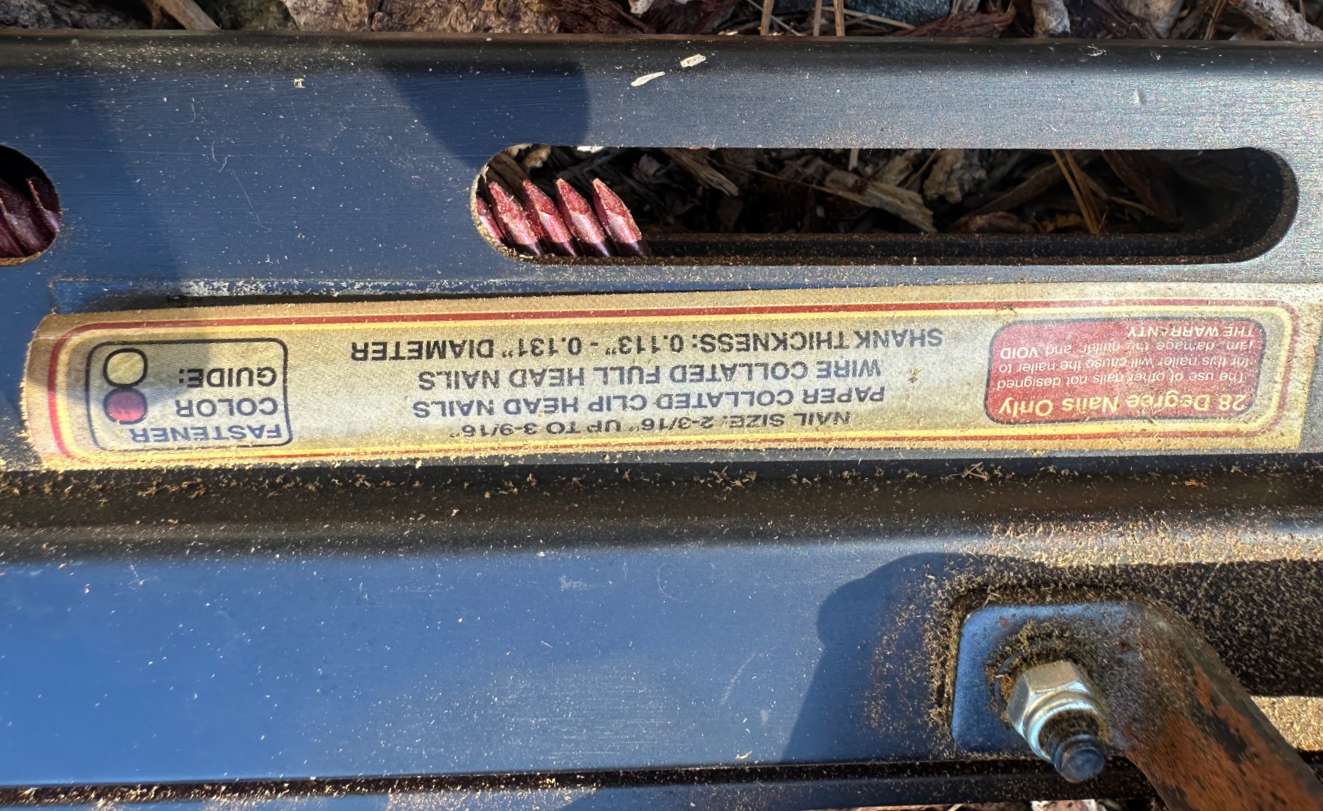 28 Degree Nails Only
The use of other nails not designed
for this nailer will cause the nailer to
jam, damage the nailer and VOID
THE WARRANTY
NAIL SIZE: 2-3/16" UP TO 3-9/16"
PAPER COLLATED CLIP HEAD NAILS
WIRE COLLATED FULL HEAD NAILS
SHANK THICKNESS: 0.113" - 0.131" DIAMETER
FASTENER
COLOR
GUIDE: